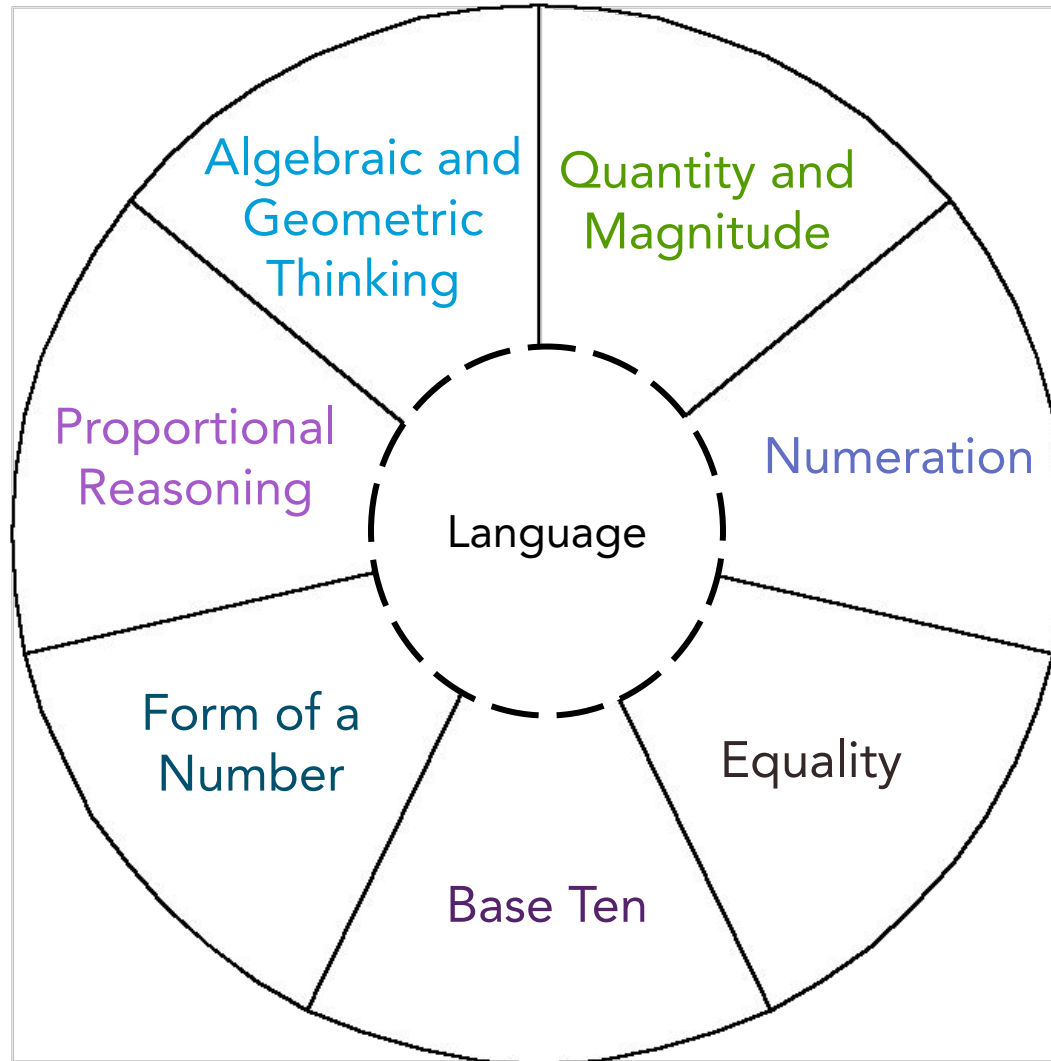 Algebraic and
Geometric
Thinking
Quantity and
Magnitude
Numeration
Equality
Base Ten
Form of a
Number
Proportional
Reasoning
Language